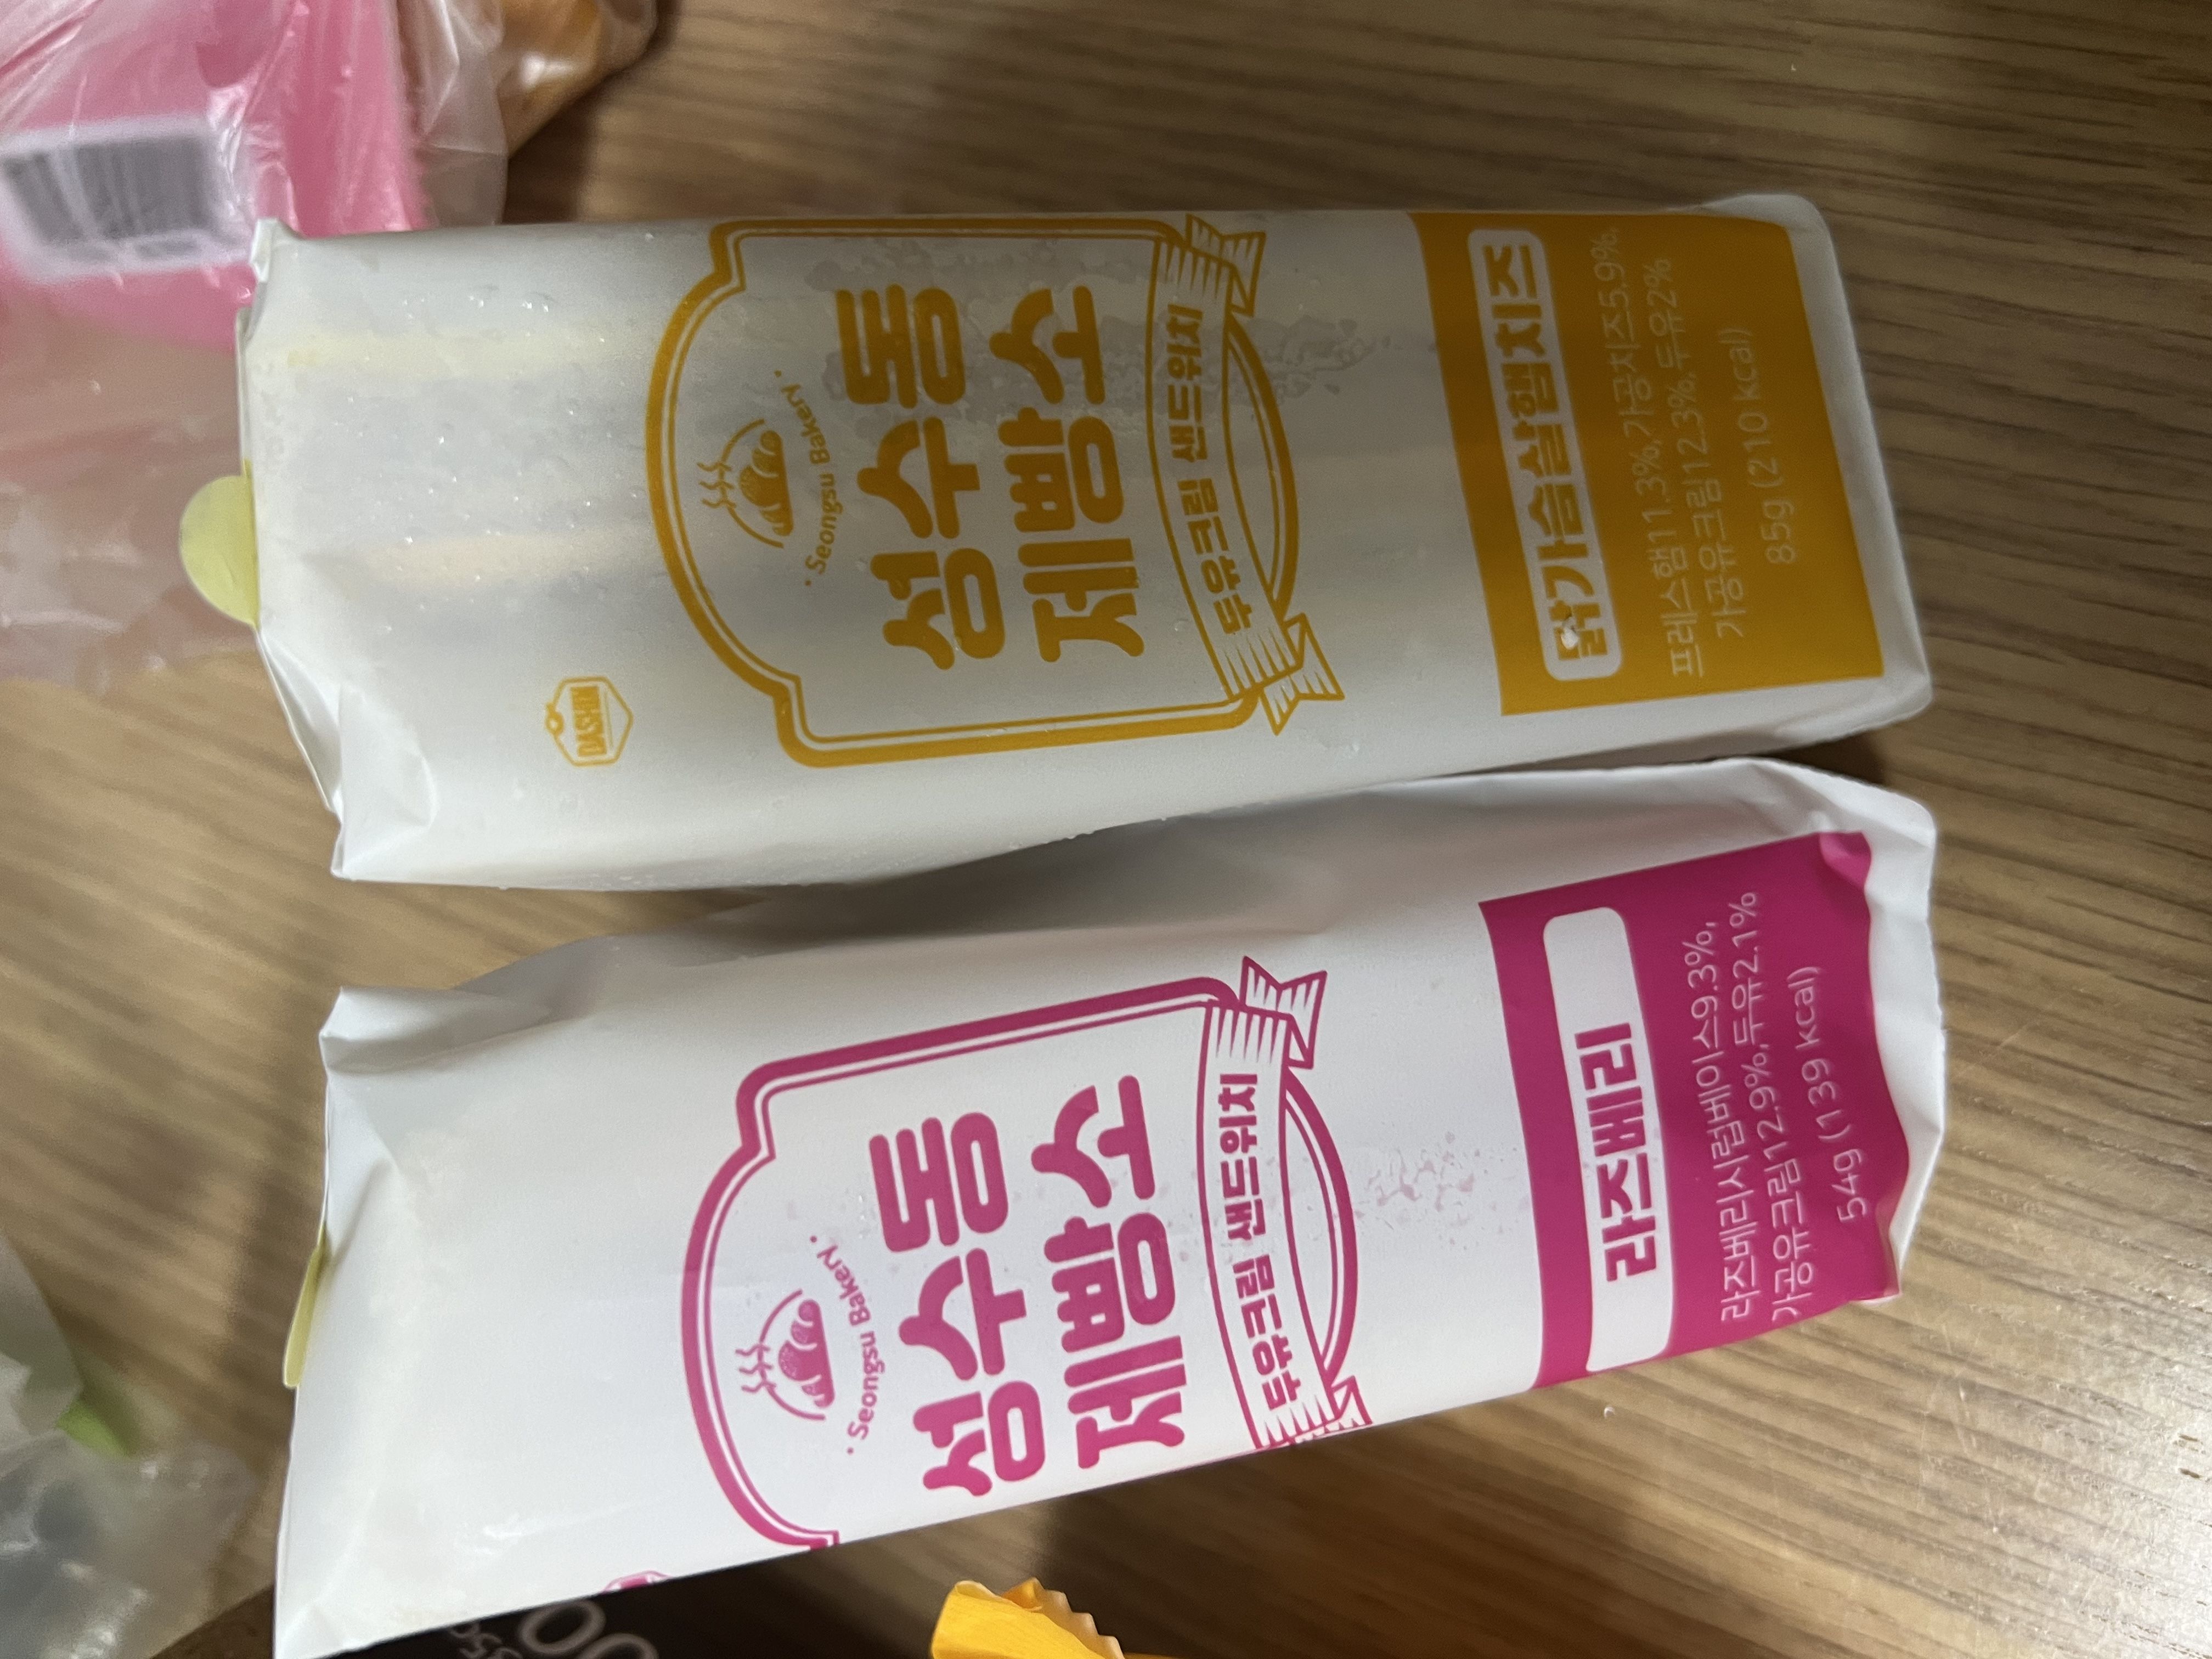 DASHIN
· Seongsu Bakery ·
성수동
제빵소
두유크림 샌드위치
닭가슴살햄치즈
프레스햄11.3%,가공치즈5.9%,
가공유크림12.3%,두유2%
85g (210 kcal)
· Seongsu Bakery ·
성수동
제빵소
두유크림 샌드위치
라즈베리
라즈베리시럽베이스9.3%,
가공유크림12.9%,두유2.1%
54g (139 kcal)